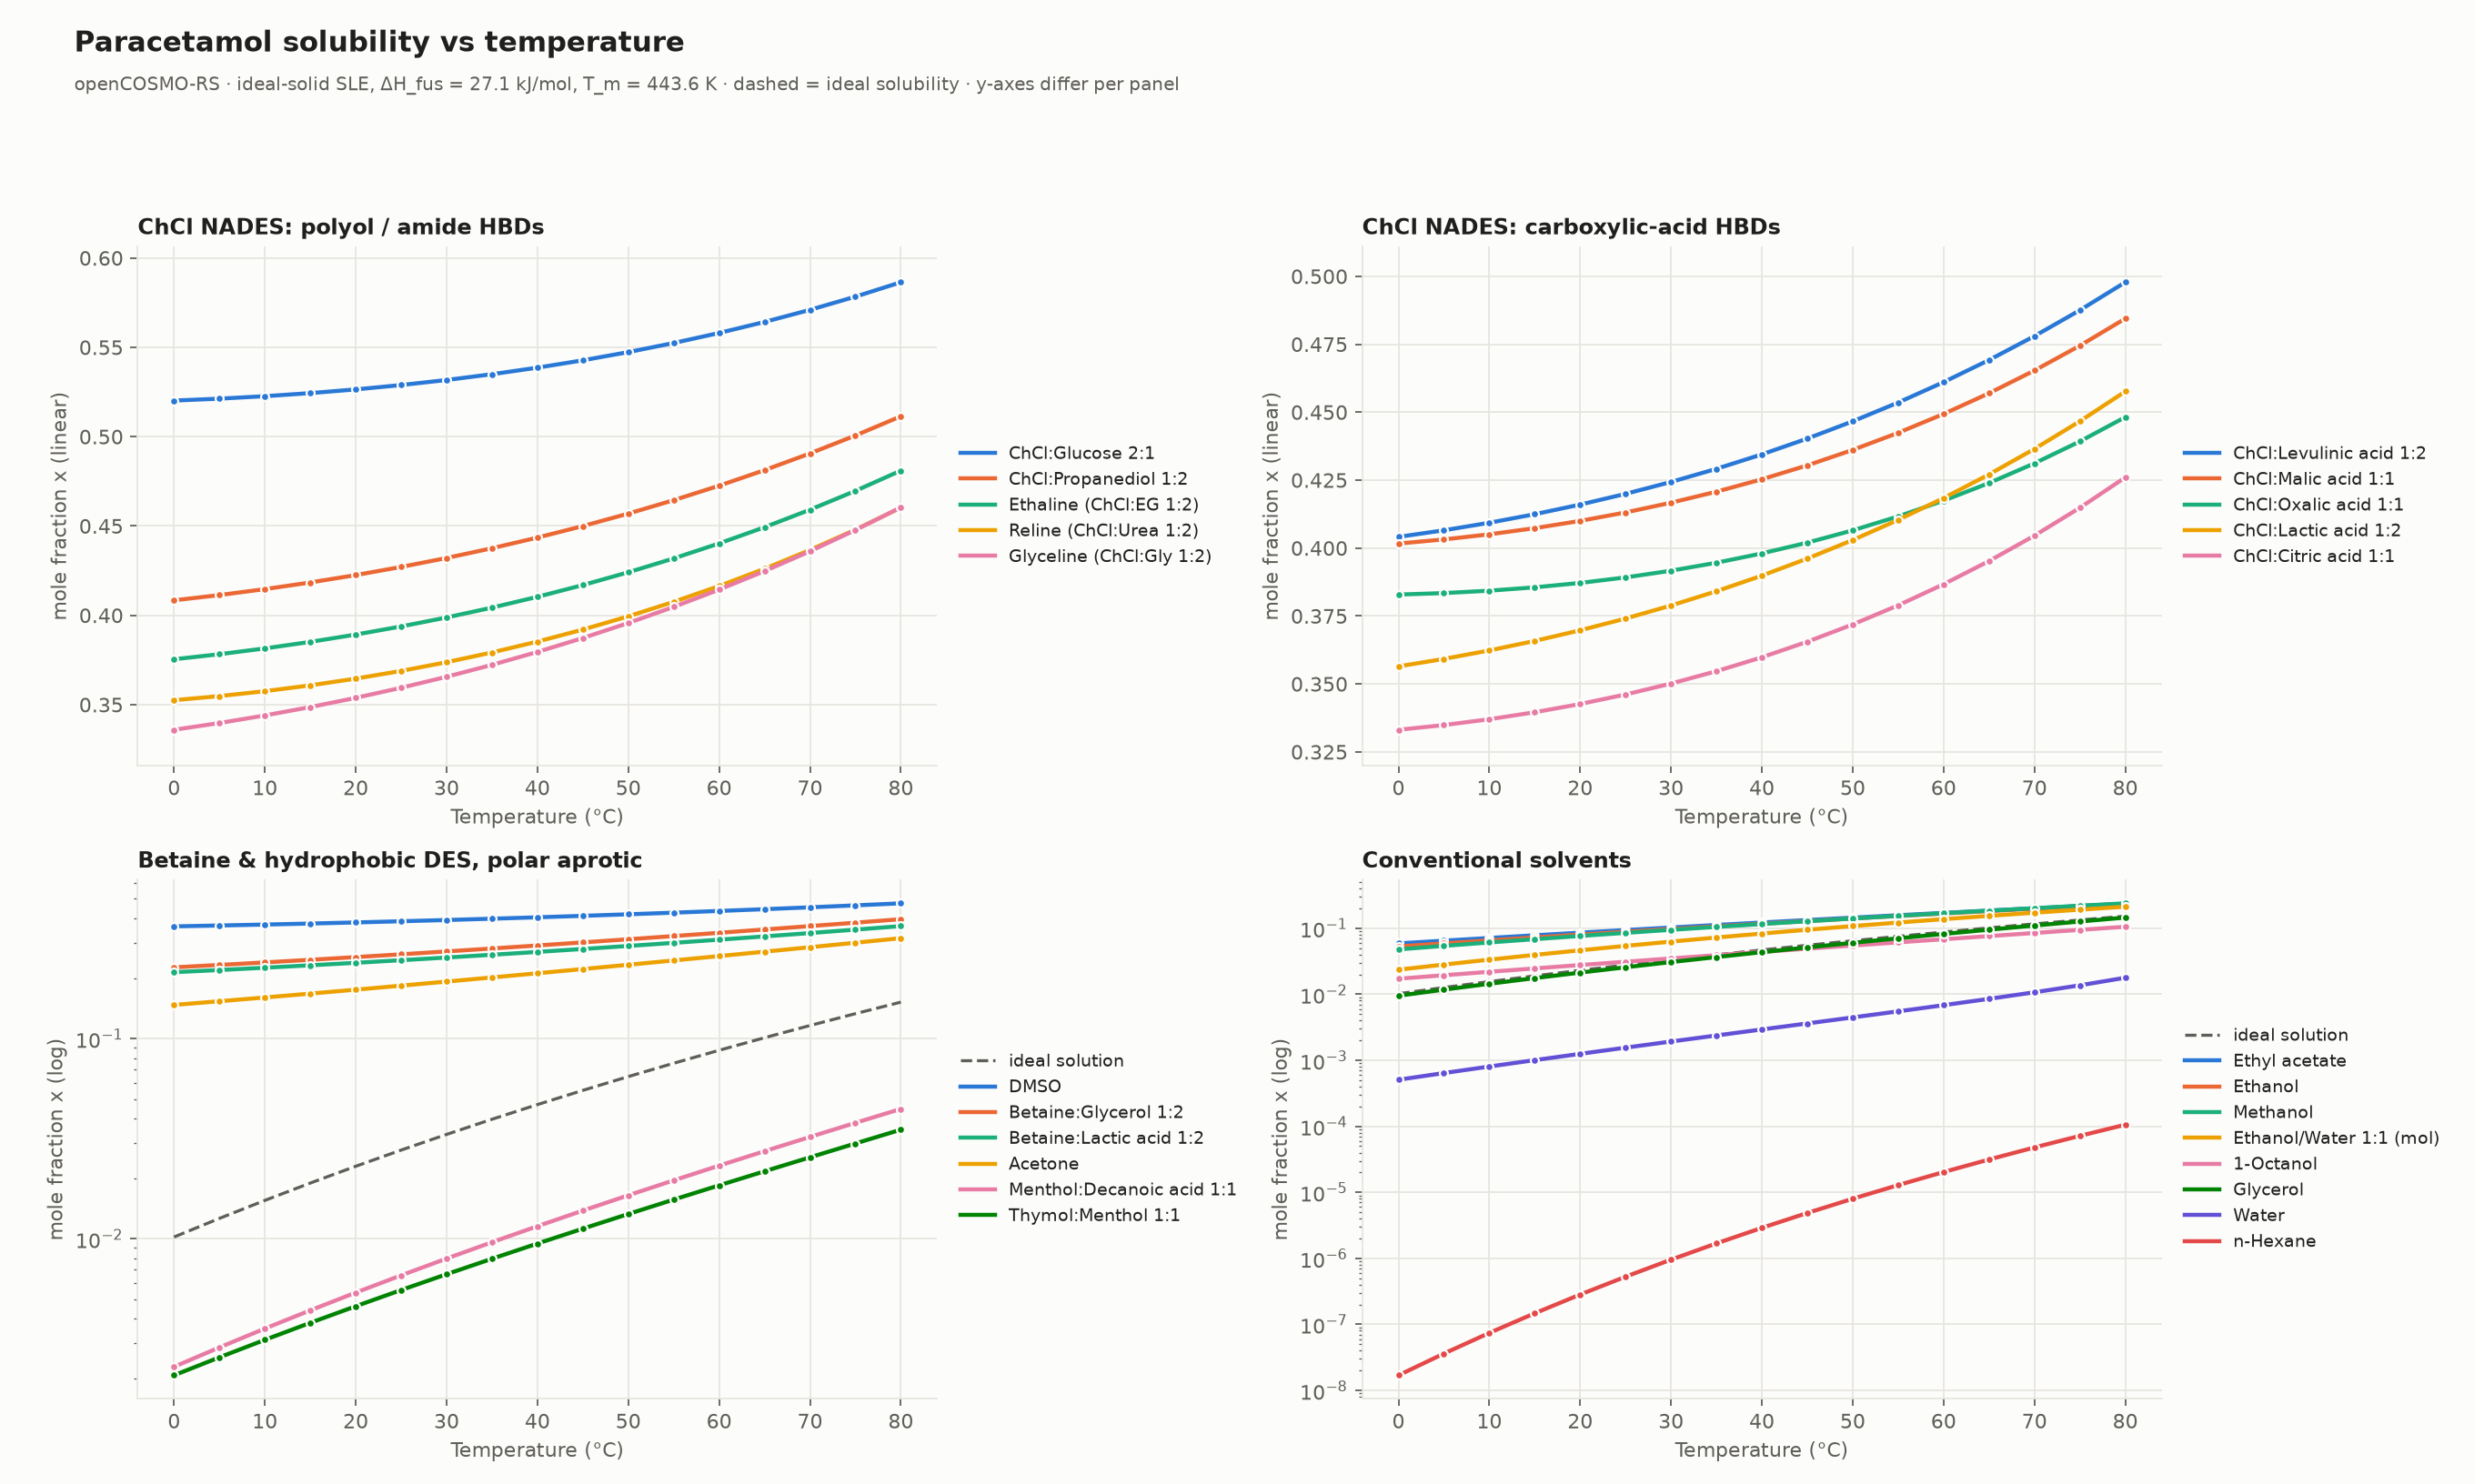 Paracetamol solubility vs temperature
openCOSMO-RS · ideal-solid SLE, ΔH_fus = 27.1 kJ/mol, T_m = 443.6 K · dashed = ideal solubility · y-axes differ per panel
ChCl NADES: polyol / amide HBDs
mole fraction x (linear)
0.60
0.55
0.50
0.45
0.40
0.35
0 10 20 30 40 50 60 70 80
Temperature (°C)
ChCl:Glucose 2:1
ChCl:Propanediol 1:2
Ethaline (ChCl:EG 1:2)
Reline (ChCl:Urea 1:2)
Glyceline (ChCl:Gly 1:2)
ChCl NADES: carboxylic-acid HBDs
mole fraction x (linear)
0.500
0.475
0.450
0.425
0.400
0.375
0.350
0.325
0 10 20 30 40 50 60 70 80
Temperature (°C)
ChCl:Levulinic acid 1:2
ChCl:Malic acid 1:1
ChCl:Oxalic acid 1:1
ChCl:Lactic acid 1:2
ChCl:Citric acid 1:1
Betaine & hydrophobic DES, polar aprotic
mole fraction x (log)
10⁻¹
10⁻²
0 10 20 30 40 50 60 70 80
Temperature (°C)
ideal solution
DMSO
Betaine:Glycerol 1:2
Betaine:Lactic acid 1:2
Acetone
Menthol:Decanoic acid 1:1
Thymol:Menthol 1:1
Conventional solvents
mole fraction x (log)
10⁻¹
10⁻²
10⁻³
10⁻⁴
10⁻⁵
10⁻⁶
10⁻⁷
10⁻⁸
0 10 20 30 40 50 60 70 80
Temperature (°C)
ideal solution
Ethyl acetate
Ethanol
Methanol
Ethanol/Water 1:1 (mol)
1-Octanol
Glycerol
Water
n-Hexane